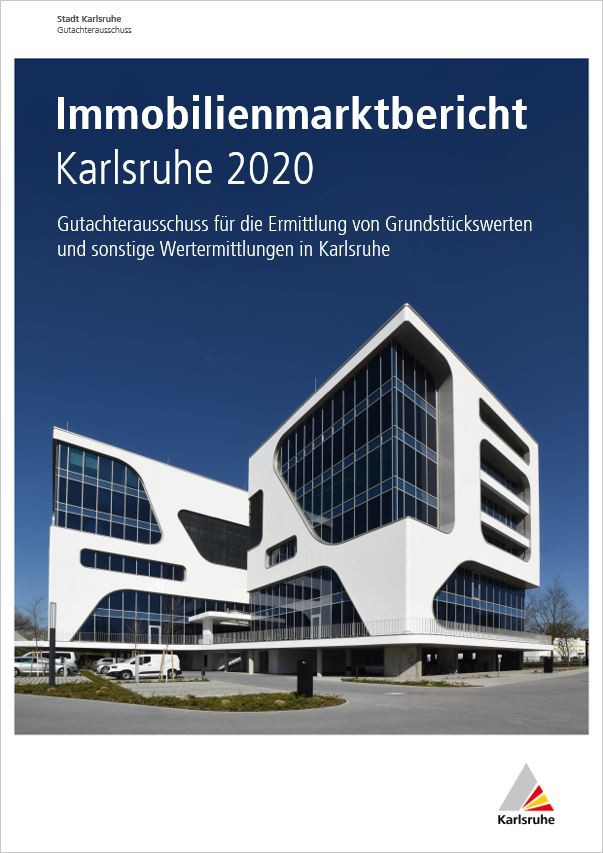 Stadt Karlsruhe
Gutachterausschuss
Immobilienmarktbericht
Karlsruhe 2020
Gutachterausschuss für die Ermittlung von Grundstückswerten
und sonstige Wertermittlungen in Karlsruhe
Karlsruhe